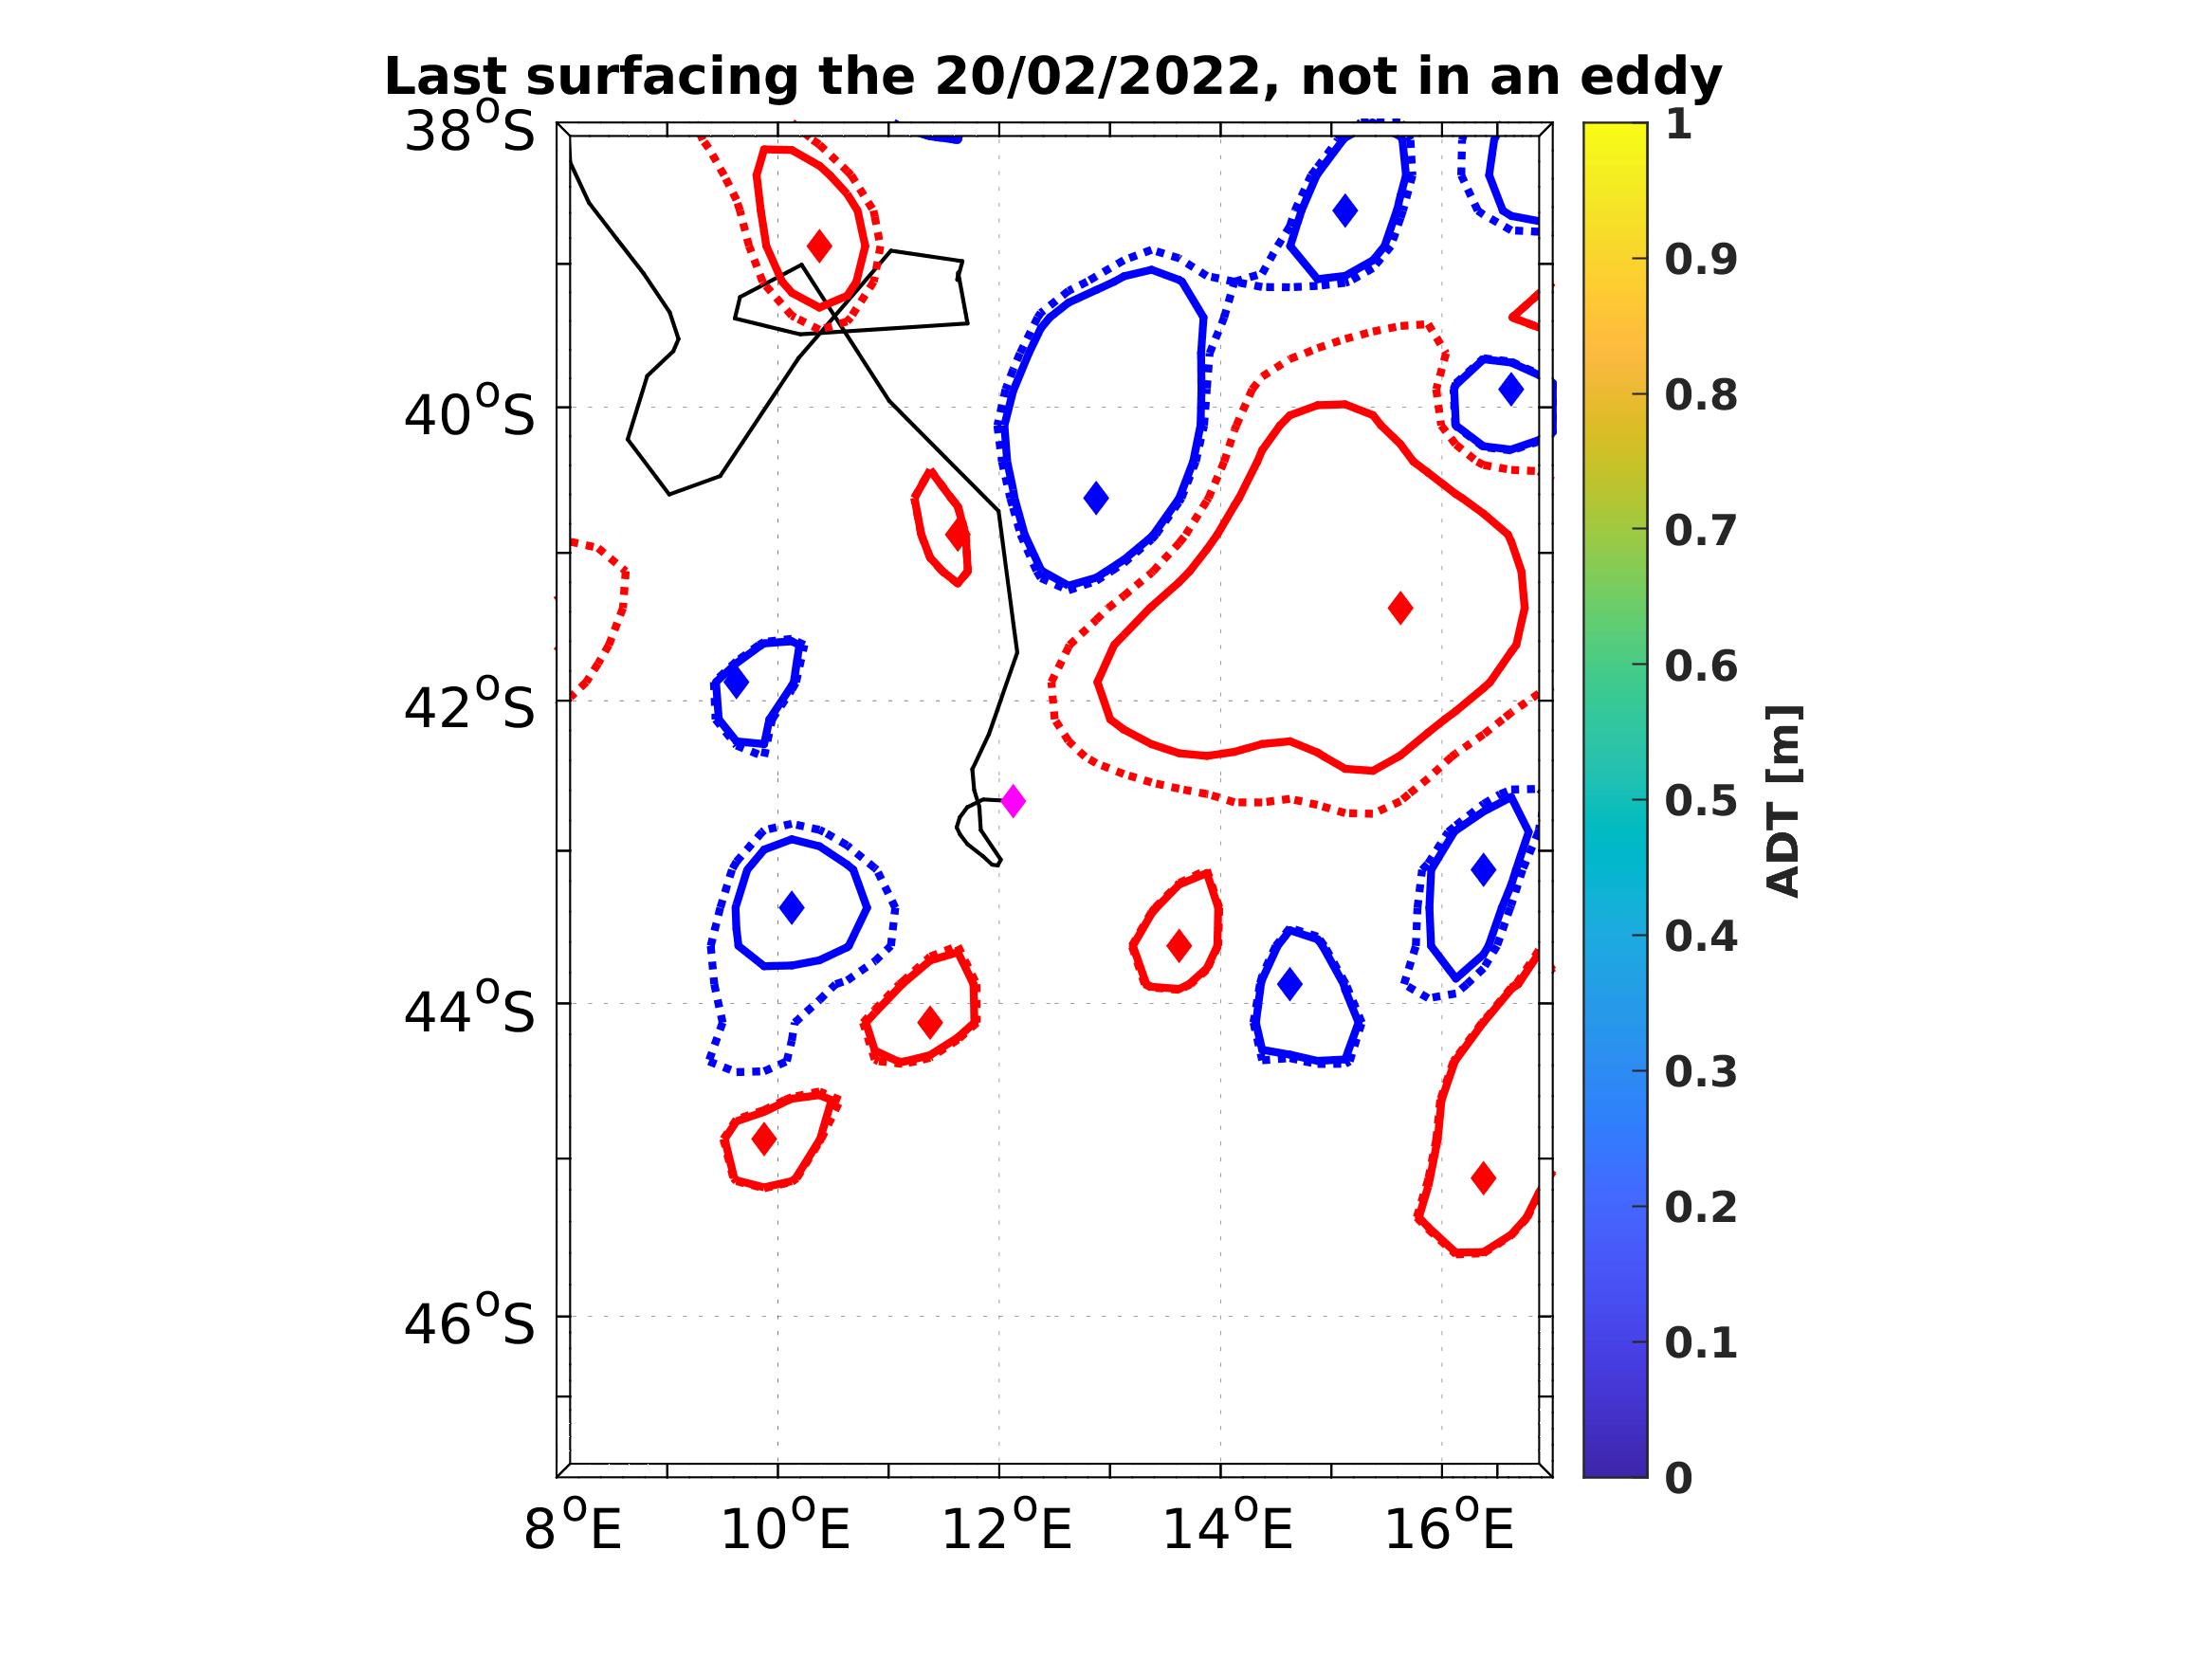 Last surfacing the 20/02/2022, not in an eddy
38°S
40°S
42°S
44°S
46°S
8°E 10°E 12°E 14°E 16°E
1
0.9
0.8
0.7
0.6
0.5
0.4
0.3
0.2
0.1
0
ADT [m]